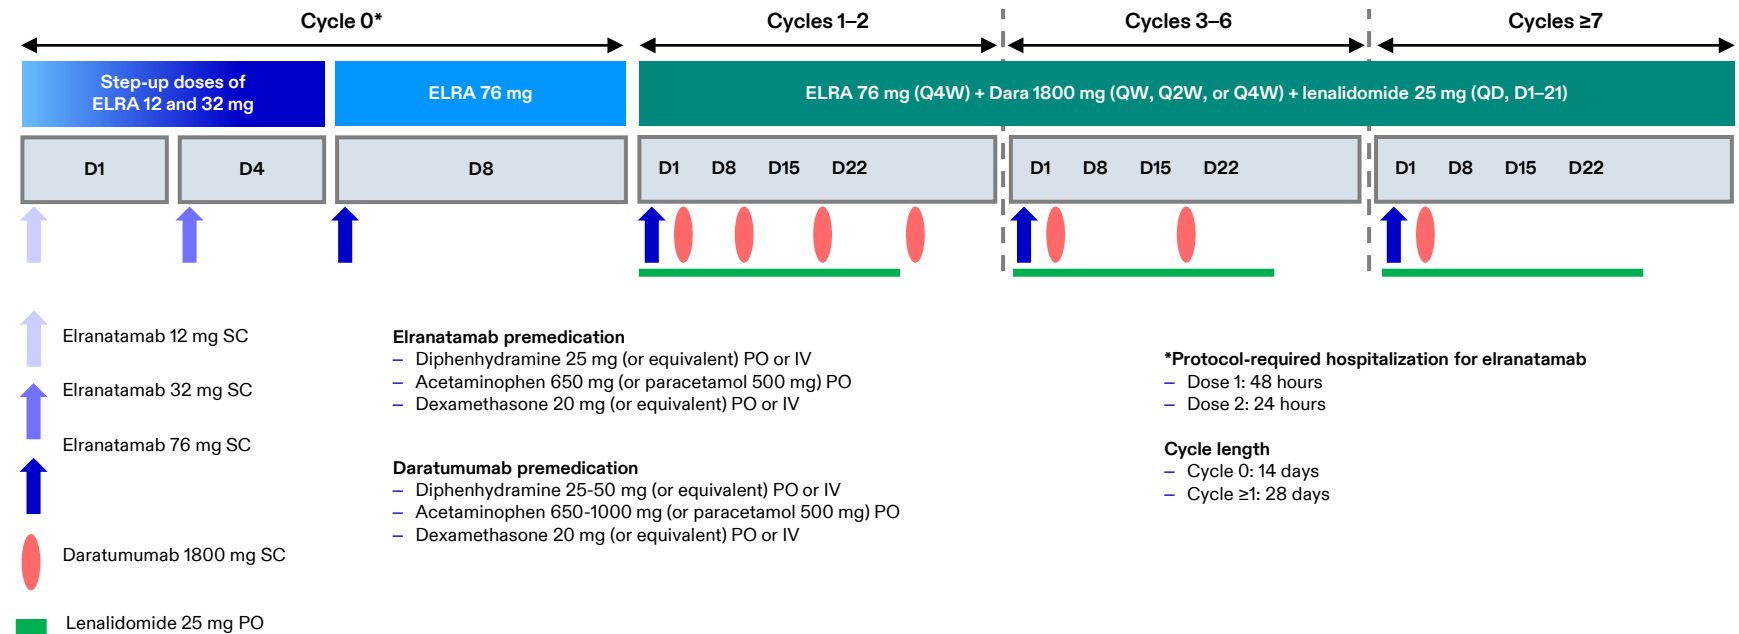 Cycle 0*
Cycles 1–2
Cycles 3–6
Cycles ≥7
Step-up doses of
ELRA 12 and 32 mg
ELRA 76 mg
ELRA 76 mg (Q4W) + Dara 1800 mg (QW, Q2W, or Q4W) + lenalidomide 25 mg (QD, D1–21)
D1
D4
D8
D1 D8 D15 D22
D1 D8 D15 D22
D1 D8 D15 D22
Elranatamab 12 mg SC
Elranatamab 32 mg SC
Elranatamab 76 mg SC
Daratumumab 1800 mg SC
Lenalidomide 25 mg PO
Elranatamab premedication
– Diphenhydramine 25 mg (or equivalent) PO or IV
– Acetaminophen 650 mg (or paracetamol 500 mg) PO
– Dexamethasone 20 mg (or equivalent) PO or IV
Daratumumab premedication
– Diphenhydramine 25-50 mg (or equivalent) PO or IV
– Acetaminophen 650-1000 mg (or paracetamol 500 mg) PO
– Dexamethasone 20 mg (or equivalent) PO or IV
*Protocol-required hospitalization for elranatamab
– Dose 1: 48 hours
– Dose 2: 24 hours
Cycle length
– Cycle 0: 14 days
– Cycle ≥1: 28 days